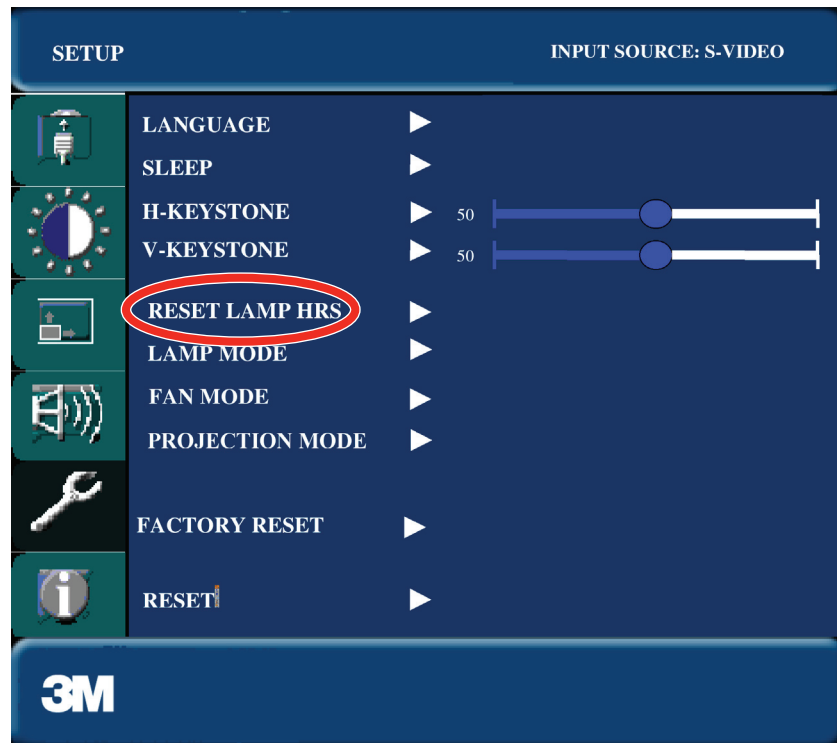 SETUP INPUT SOURCE: S-VIDEO
LANGUAGE
SLEEP
H-KEYSTONE 50
V-KEYSTONE 50
RESET LAMP HRS
LAMP MODE
FAN MODE
PROJECTION MODE
FACTORY RESET
RESET
3M